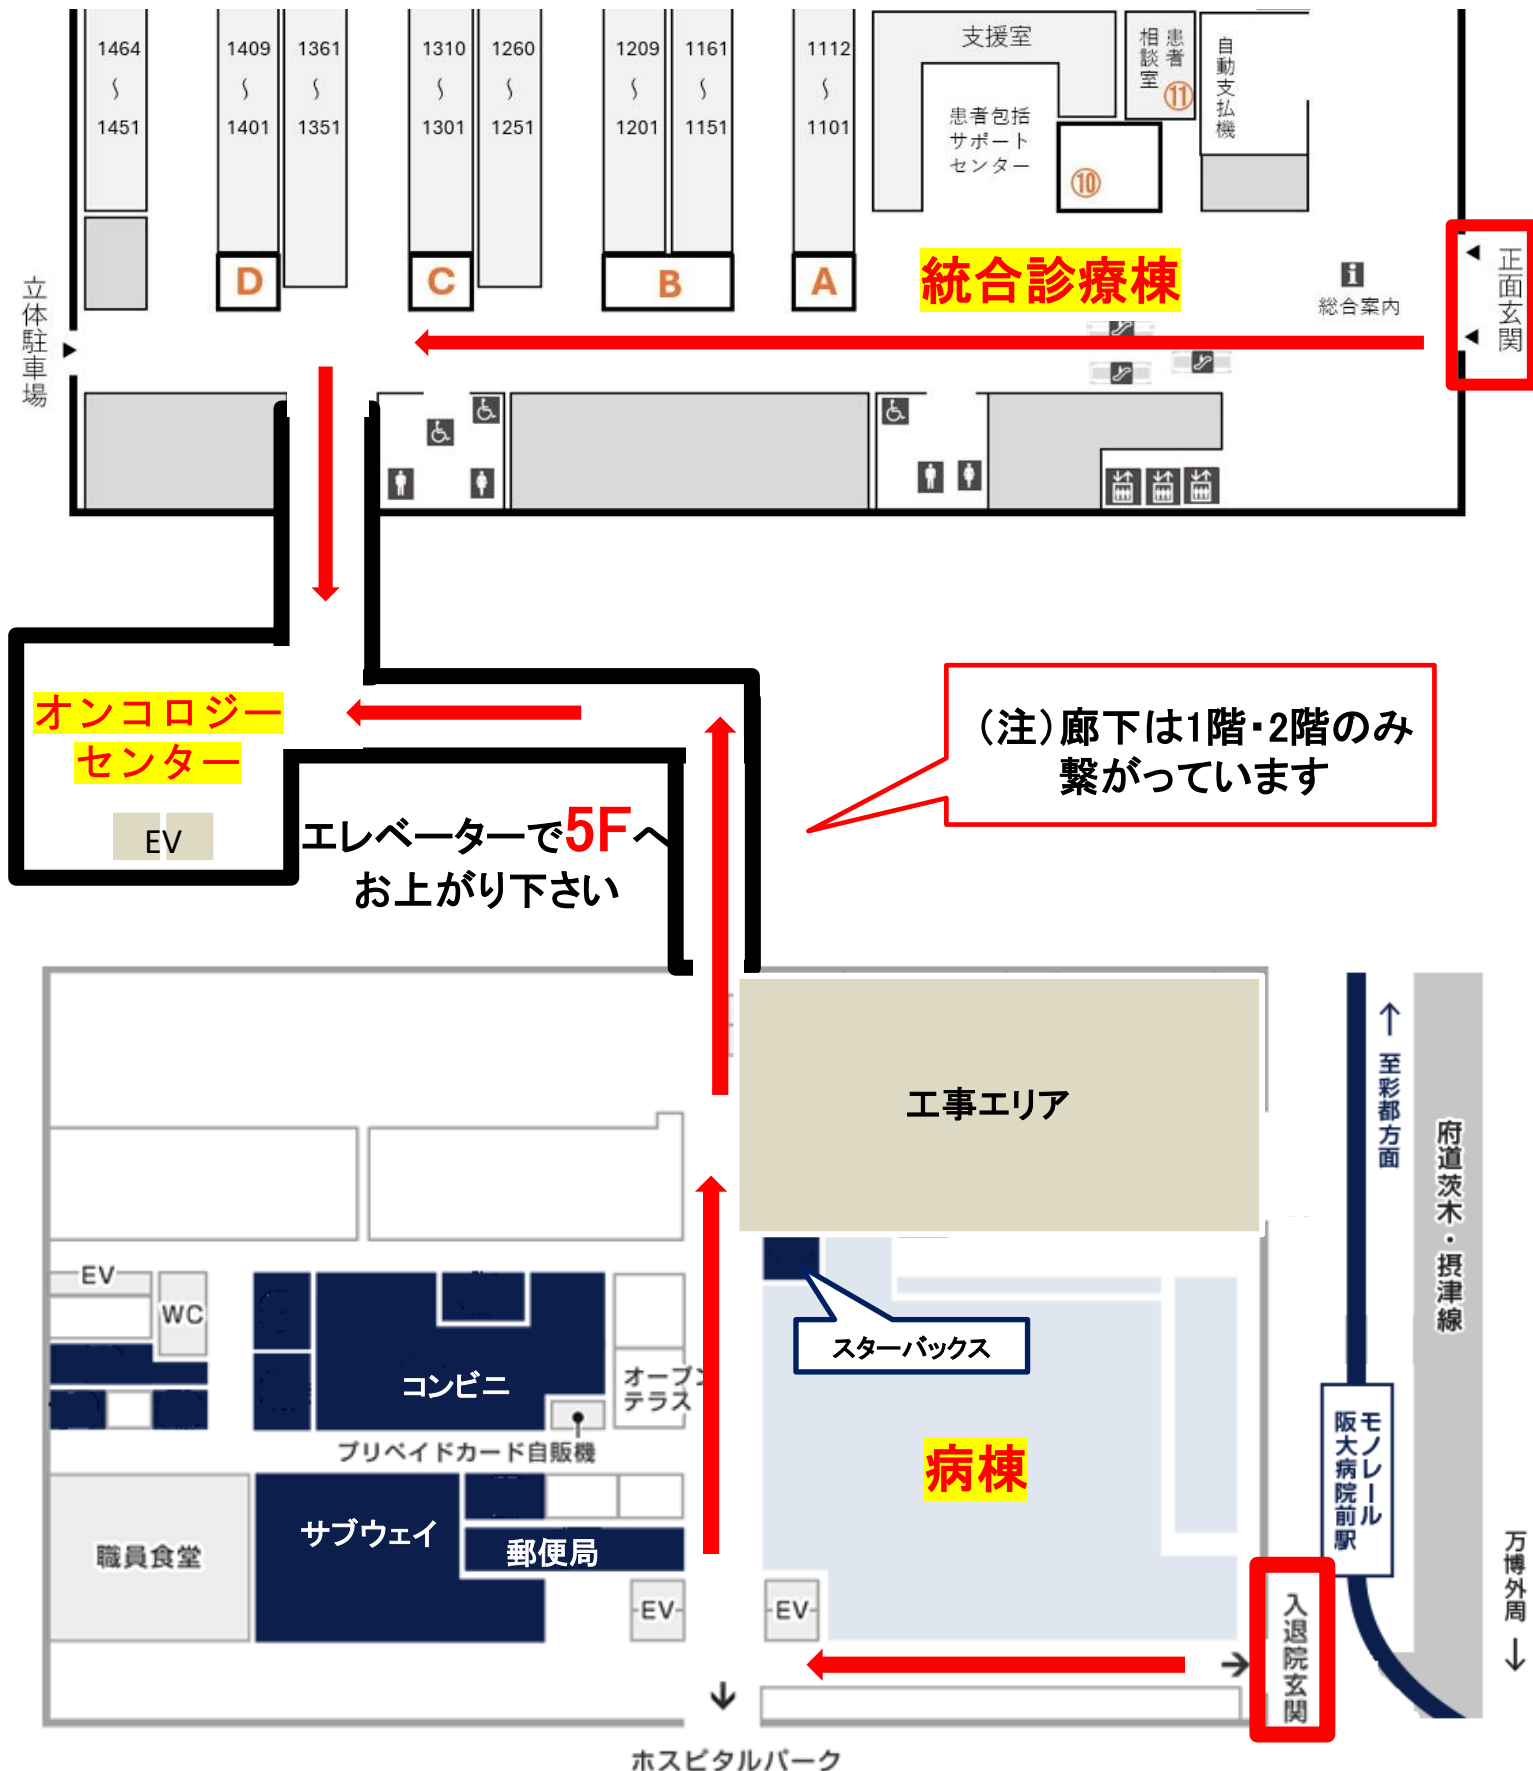 1464
〜
1451
1409
〜
1401
1361
〜
1351
1310
〜
1301
1260
〜
1251
1209
〜
1201
1161
〜
1151
1112
〜
1101
支援室
患者包括
サポート
センター
患者
相談室
⑪
⑩
自動支払機
D
C
B
A
統合診療棟
i
総合案内
正面玄関
立体駐車場
オンコロジー
センター
EV
エレベーターで5Fへ
お上がり下さい
(注)廊下は1階・2階のみ
繋がっています
工事エリア
↑至彩都方面
府道茨木・摂津線
EV
WC
コンビニ
オープン
テラス
プリペイドカード自販機
スターバックス
病棟
モノレール
阪大病院前駅
職員食堂
サブウェイ
郵便局
EV
EV
入退院玄関
万博外周↓
ホスピタルパーク